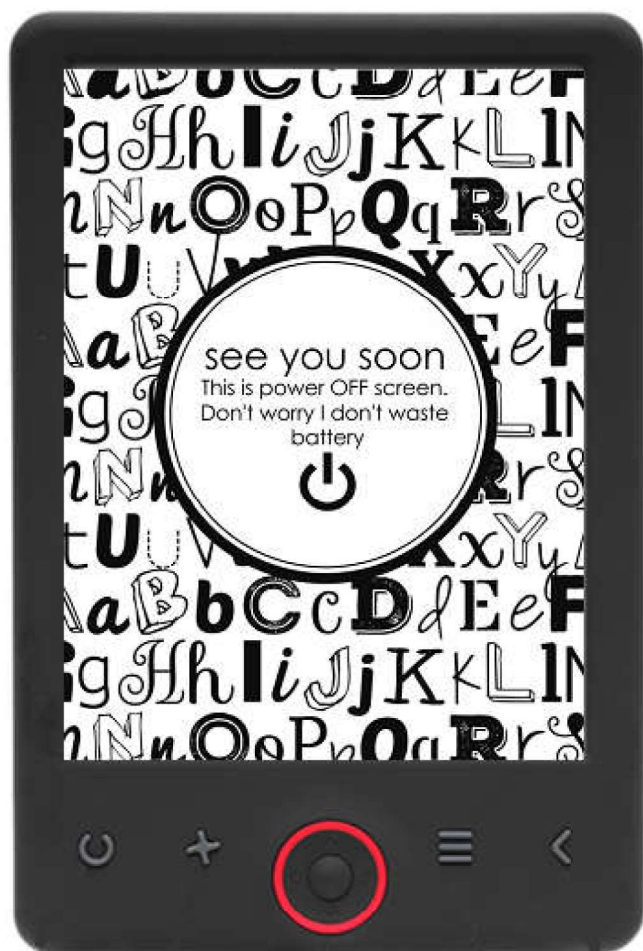 a B b C c D d E e F
g H h I i J j K k L l
N n O o P p Q q R r S
t U u V X x Y y
a B E e F
see you soon
This is power OFF screen.
Don't worry I don't waste
battery
g L l
N n R r S
t U u V X x Y y
a B b C c D d E e F
g H h I i J j K k L l
N n O o P p Q q R r S